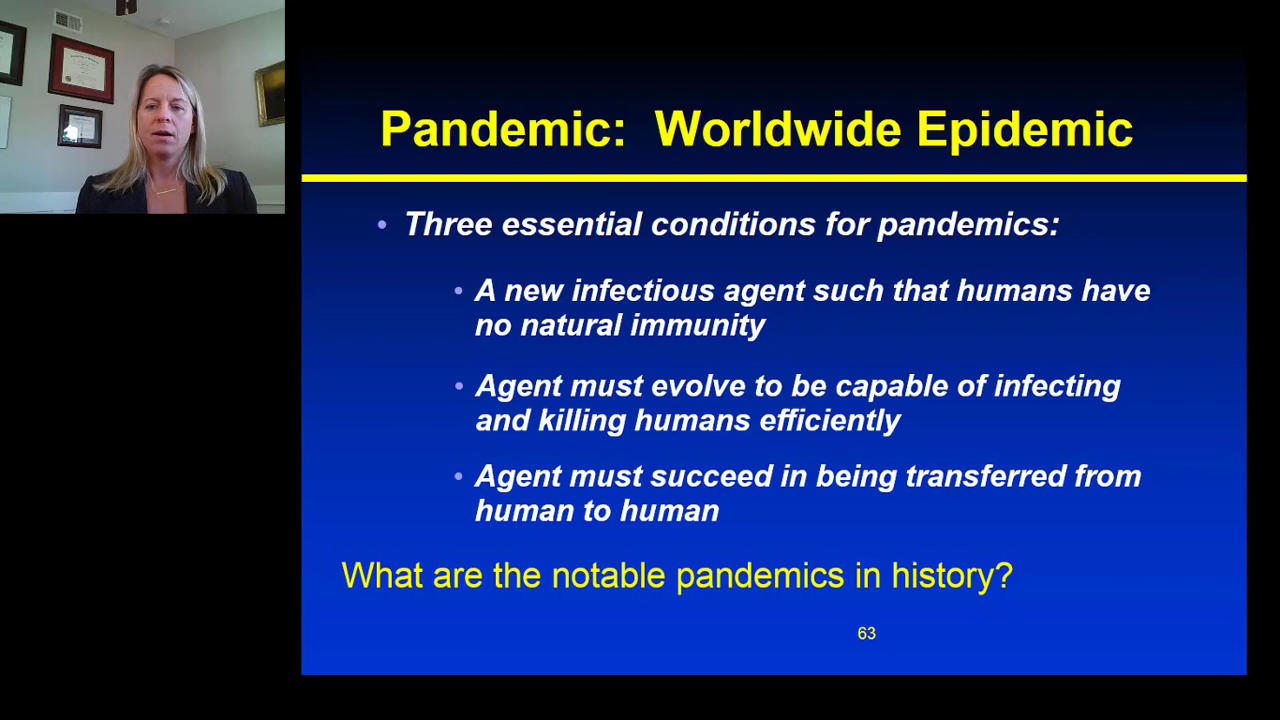 Pandemic: Worldwide Epidemic
• Three essential conditions for pandemics:
• A new infectious agent such that humans have
no natural immunity
• Agent must evolve to be capable of infecting
and killing humans efficiently
• Agent must succeed in being transferred from
human to human
What are the notable pandemics in history?
63